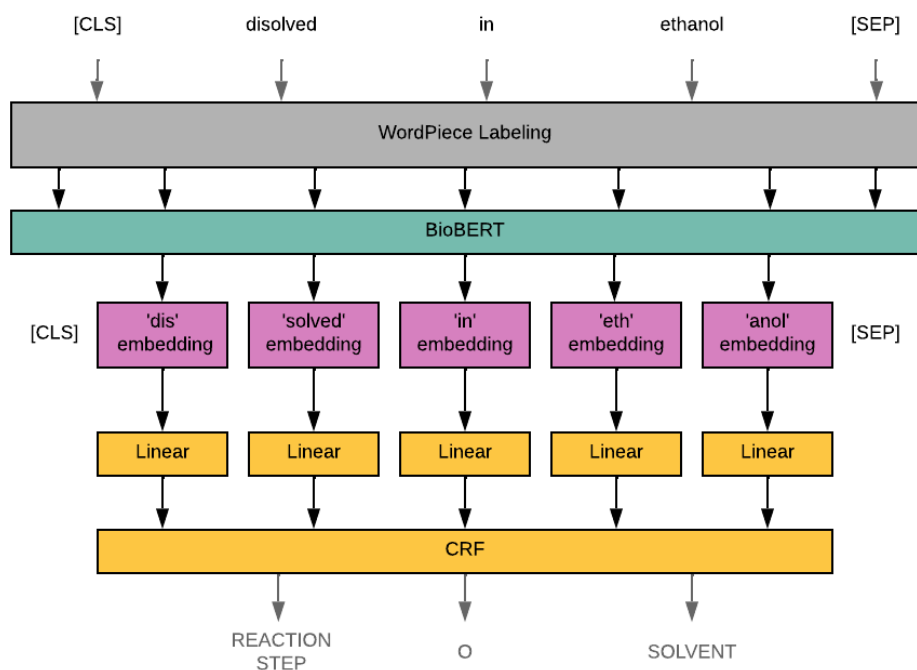 [CLS] disolved in ethanol [SEP]
WordPiece Labeling
BioBERT
[CLS] 'dis' 'solved' 'in' 'eth' 'anol' [SEP]
embedding embedding embedding embedding embedding
Linear Linear Linear Linear Linear
CRF
REACTION O SOLVENT
STEP